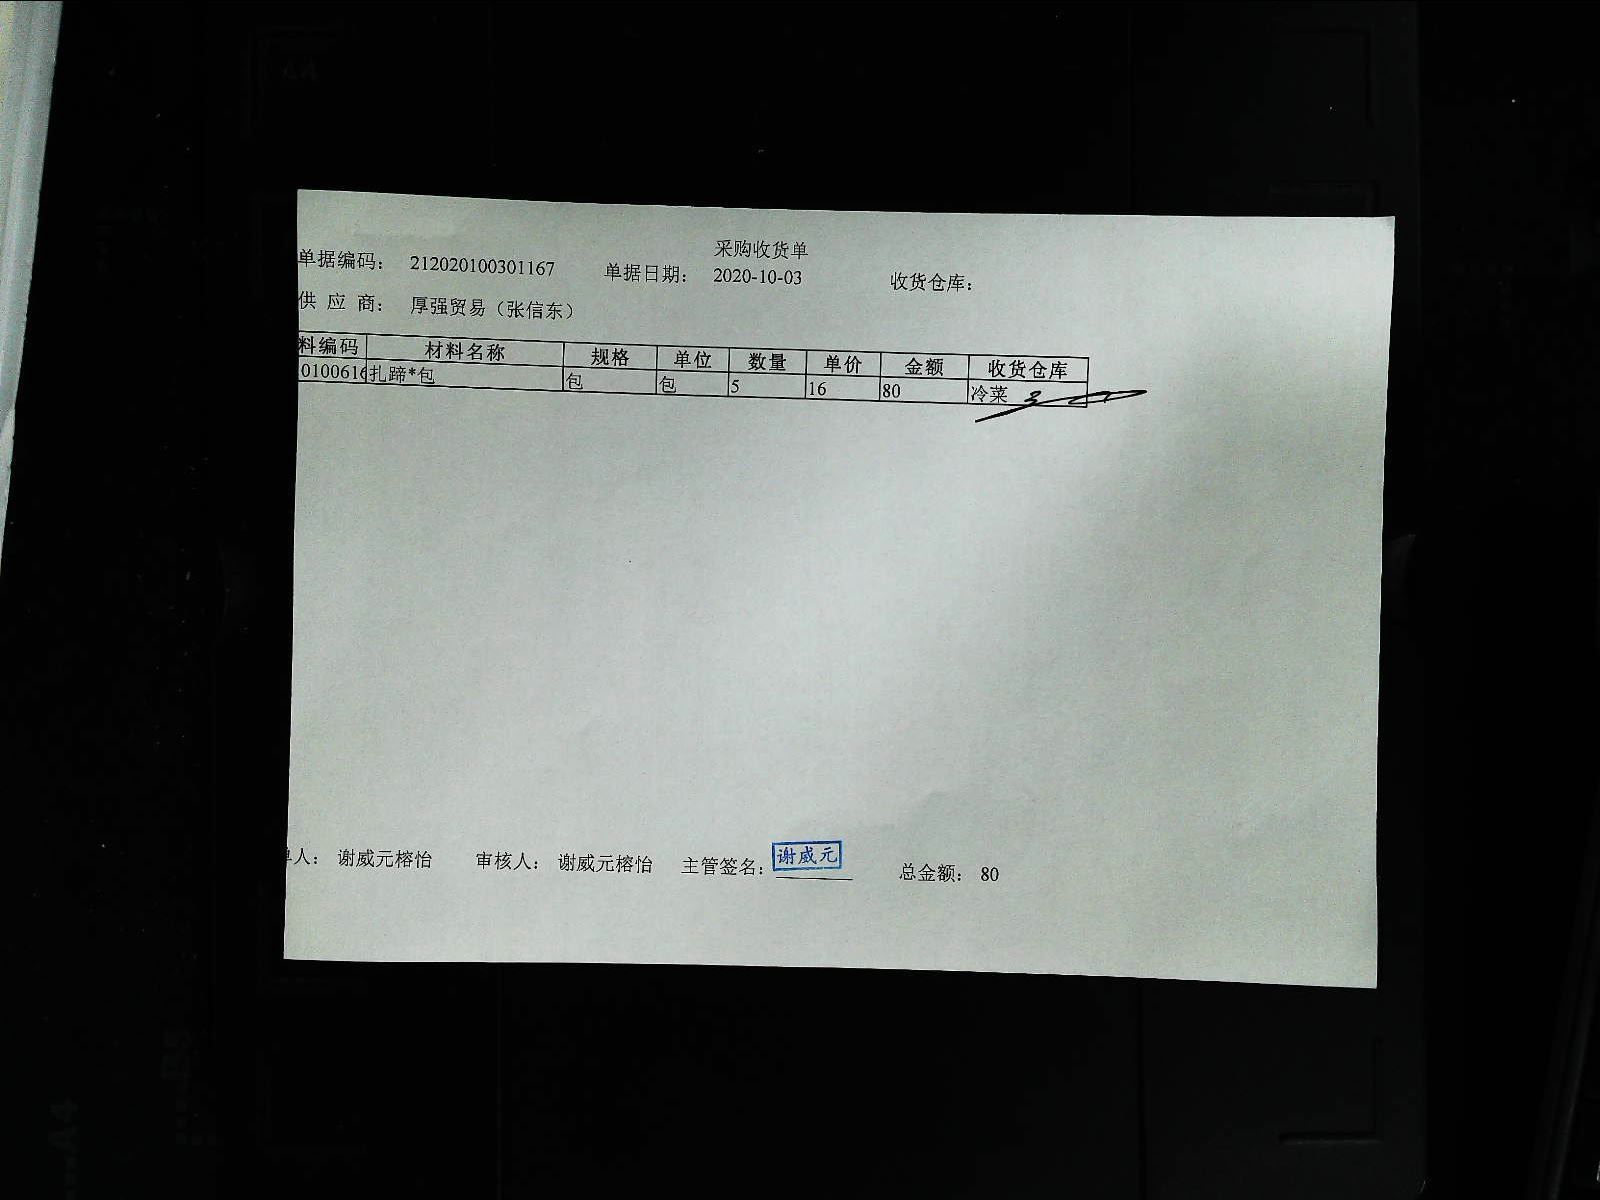 采购收货单
单据编码： 212020100301167 单据日期： 2020-10-03 收货仓库：
供 应 商： 厚强贸易（张信东）
料编码 材料名称 规格 单位 数量 单价 金额 收货仓库
0100616 扎蹄*包 包 包 5 16 80 冷菜
单人： 谢威元榕怡 审核人： 谢威元榕怡 主管签名： 谢威元 总金额： 80